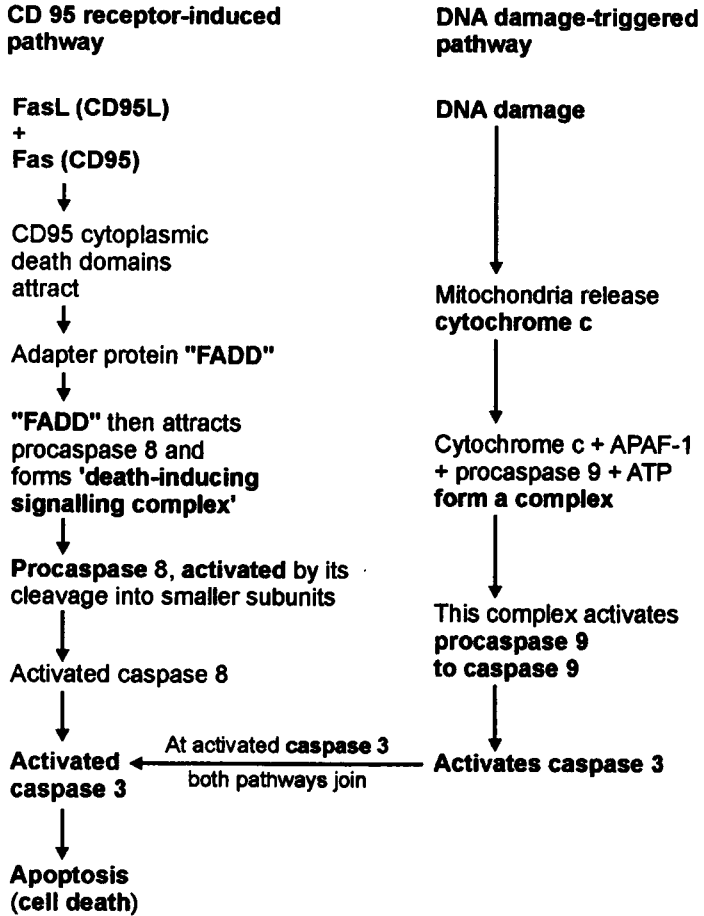 CD 95 receptor-induced
pathway
FasL (CD95L)
+
Fas (CD95)
CD95 cytoplasmic
death domains
attract
Adapter protein "FADD"
"FADD" then attracts
procaspase 8 and
forms 'death-inducing
signalling complex'
Procaspase 8, activated by its
cleavage into smaller subunits
Activated caspase 8
Activated
caspase 3
Apoptosis
(cell death)
At activated caspase 3
both pathways join
DNA damage-triggered
pathway
DNA damage
Mitochondria release
cytochrome c
Cytochrome c + APAF-1
+ procaspase 9 + ATP
form a complex
This complex activates
procaspase 9
to caspase 9
Activates caspase 3